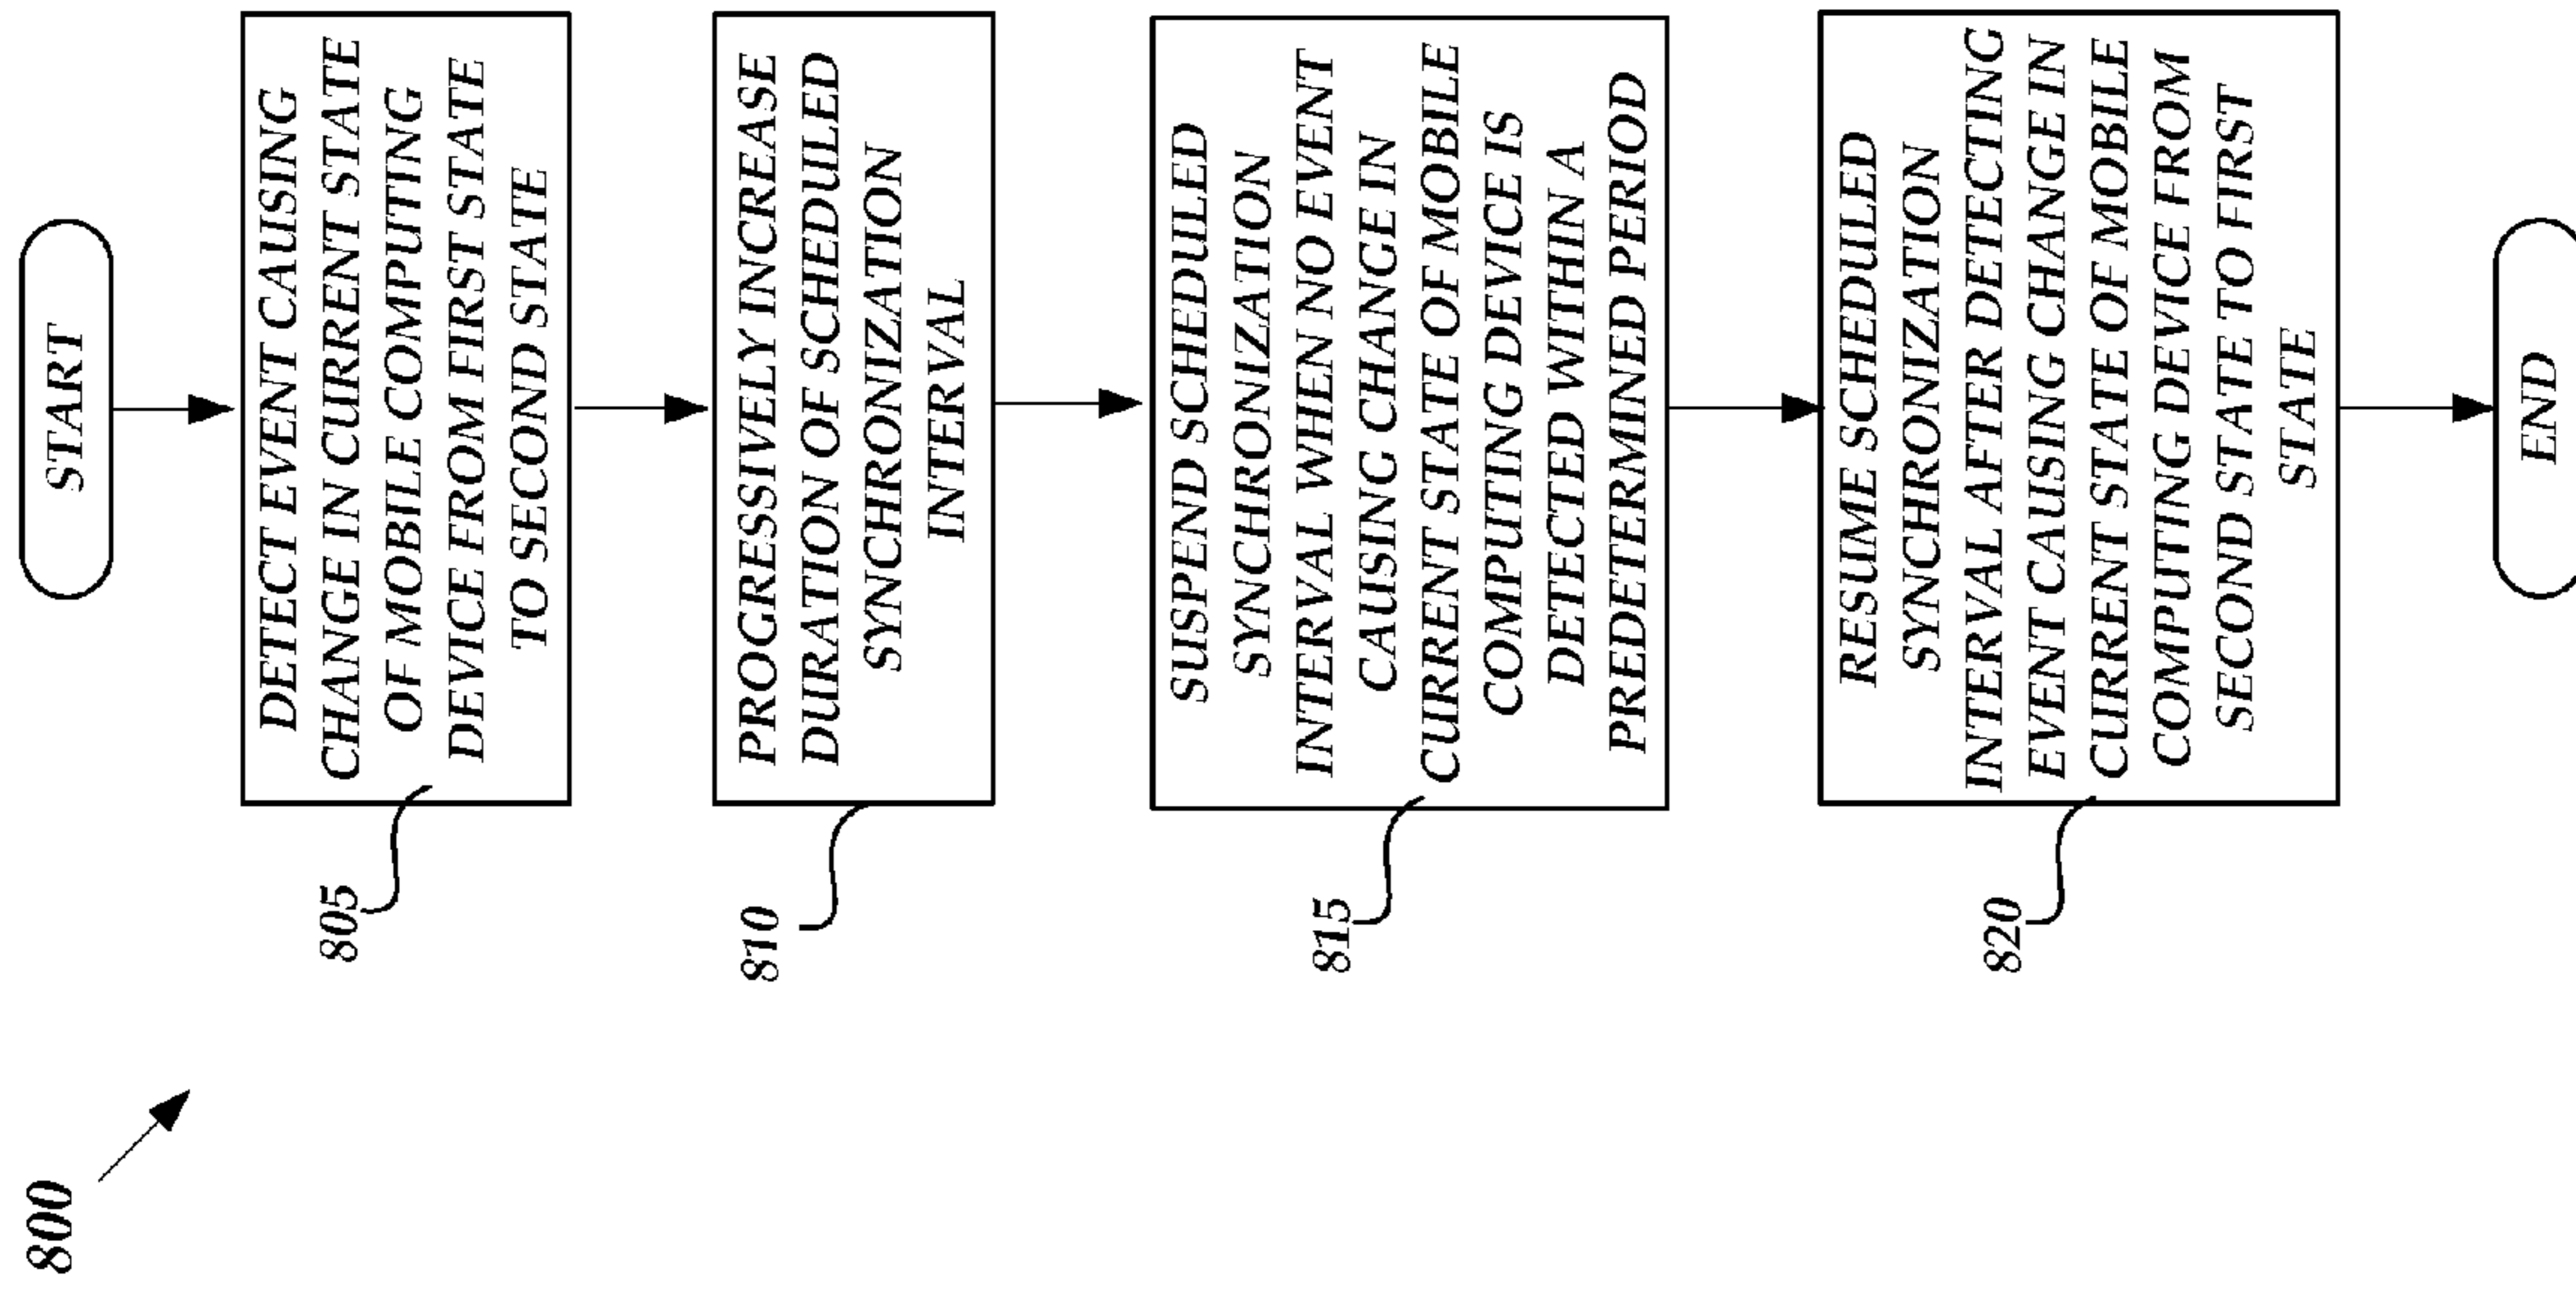 800
START
DETECT EVENT CAUSING
CHANGE IN CURRENT STATE
OF MOBILE COMPUTING
DEVICE FROM FIRST STATE
TO SECOND STATE
805
PROGRESSIVELY INCREASE
DURATION OF SCHEDULED
SYNCHRONIZATION
INTERVAL
810
SUSPEND SCHEDULED
SYNCHRONIZATION
INTERVAL WHEN NO EVENT
CAUSING CHANGE IN
CURRENT STATE OF MOBILE
COMPUTING DEVICE IS
DETECTED WITHIN A
PREDETERMINED PERIOD
815
RESUME SCHEDULED
SYNCHRONIZATION
INTERVAL AFTER DETECTING
EVENT CAUSING CHANGE IN
CURRENT STATE OF MOBILE
COMPUTING DEVICE FROM
SECOND STATE TO FIRST
STATE
820
END